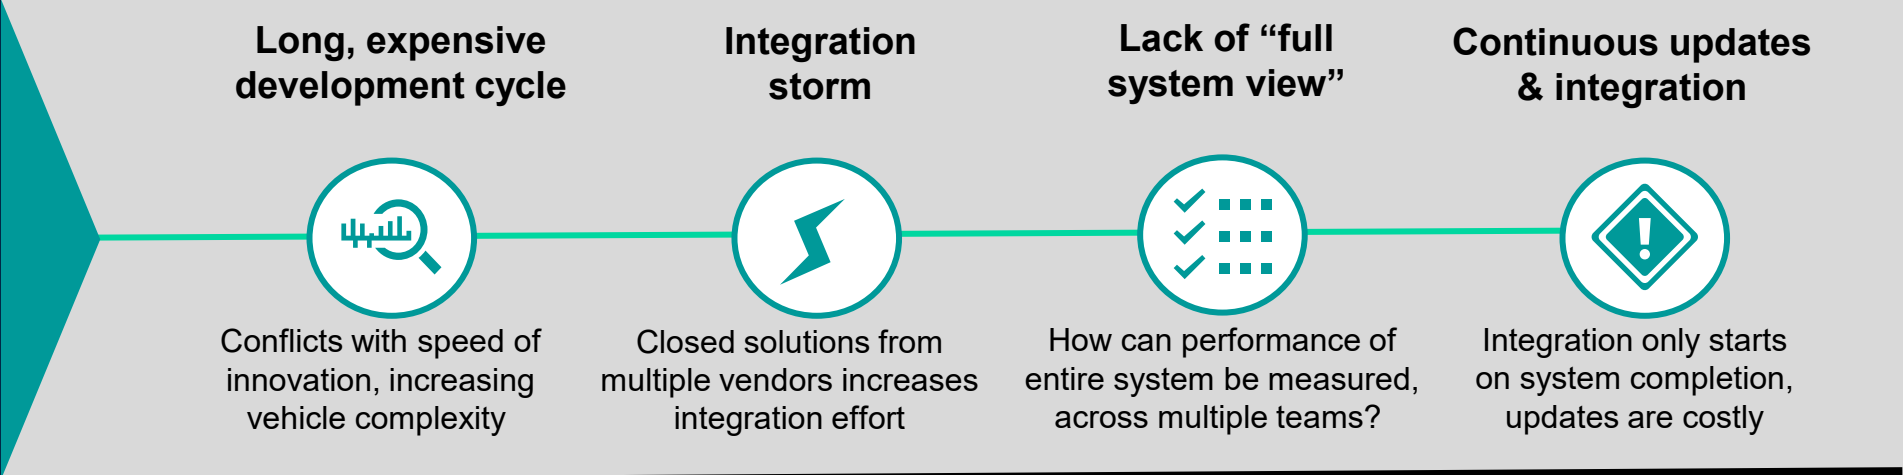 Long, expensive
development cycle
Integration
storm
Lack of “full
system view”
Continuous updates
& integration
Conflicts with speed of
innovation, increasing
vehicle complexity
Closed solutions from
multiple vendors increases
integration effort
How can performance of
entire system be measured,
across multiple teams?
Integration only starts
on system completion,
updates are costly